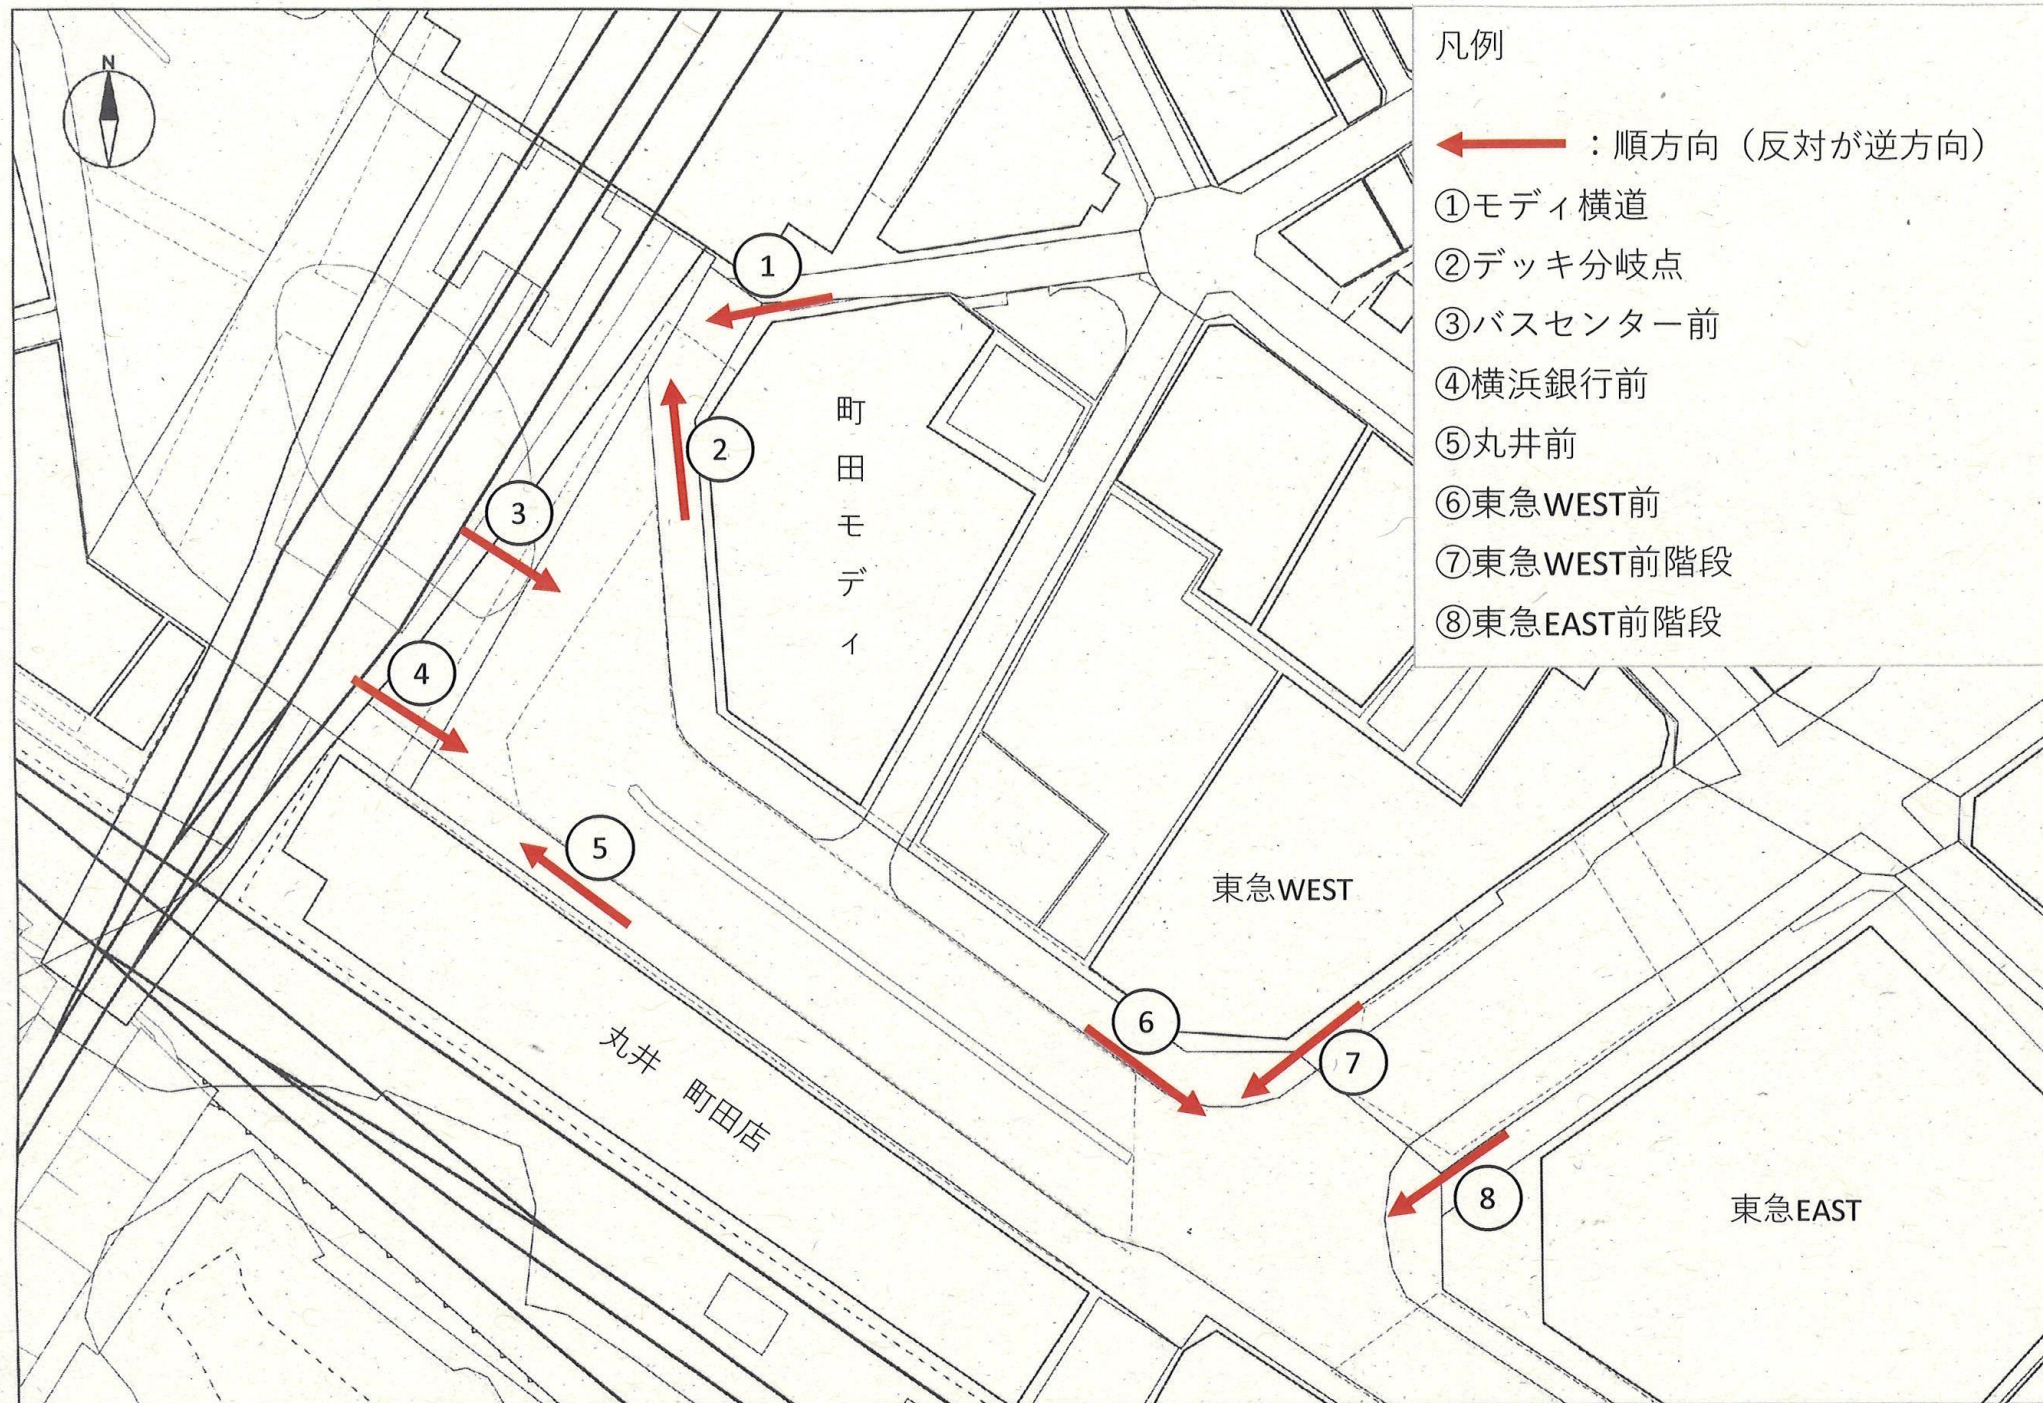 N
凡例
：順方向（反対が逆方向）
①モディ横道
②デッキ分岐点
③バスセンター前
④横浜銀行前
⑤丸井前
⑥東急WEST前
⑦東急WEST前階段
⑧東急EAST前階段
1
2
町田モディ
3
4
5
東急WEST
6
7
丸井　町田店
8
東急EAST